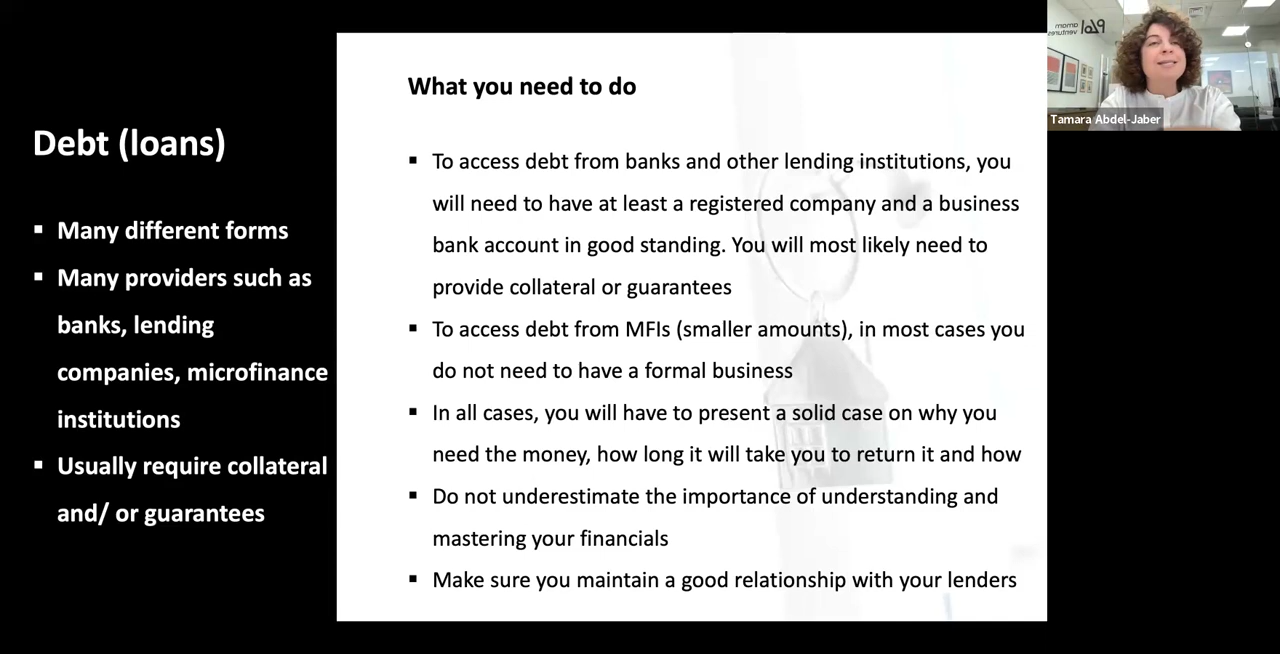 Debt (loans)
▪ Many different forms
▪ Many providers such as
banks, lending
companies, microfinance
institutions
▪ Usually require collateral
and/ or guarantees
What you need to do
▪ To access debt from banks and other lending institutions, you
will need to have at least a registered company and a business
bank account in good standing. You will most likely need to
provide collateral or guarantees
▪ To access debt from MFIs (smaller amounts), in most cases you
do not need to have a formal business
▪ In all cases, you will have to present a solid case on why you
need the money, how long it will take you to return it and how
▪ Do not underestimate the importance of understanding and
mastering your financials
▪ Make sure you maintain a good relationship with your lenders
amam
ventures
Tamara Abdel-Jaber